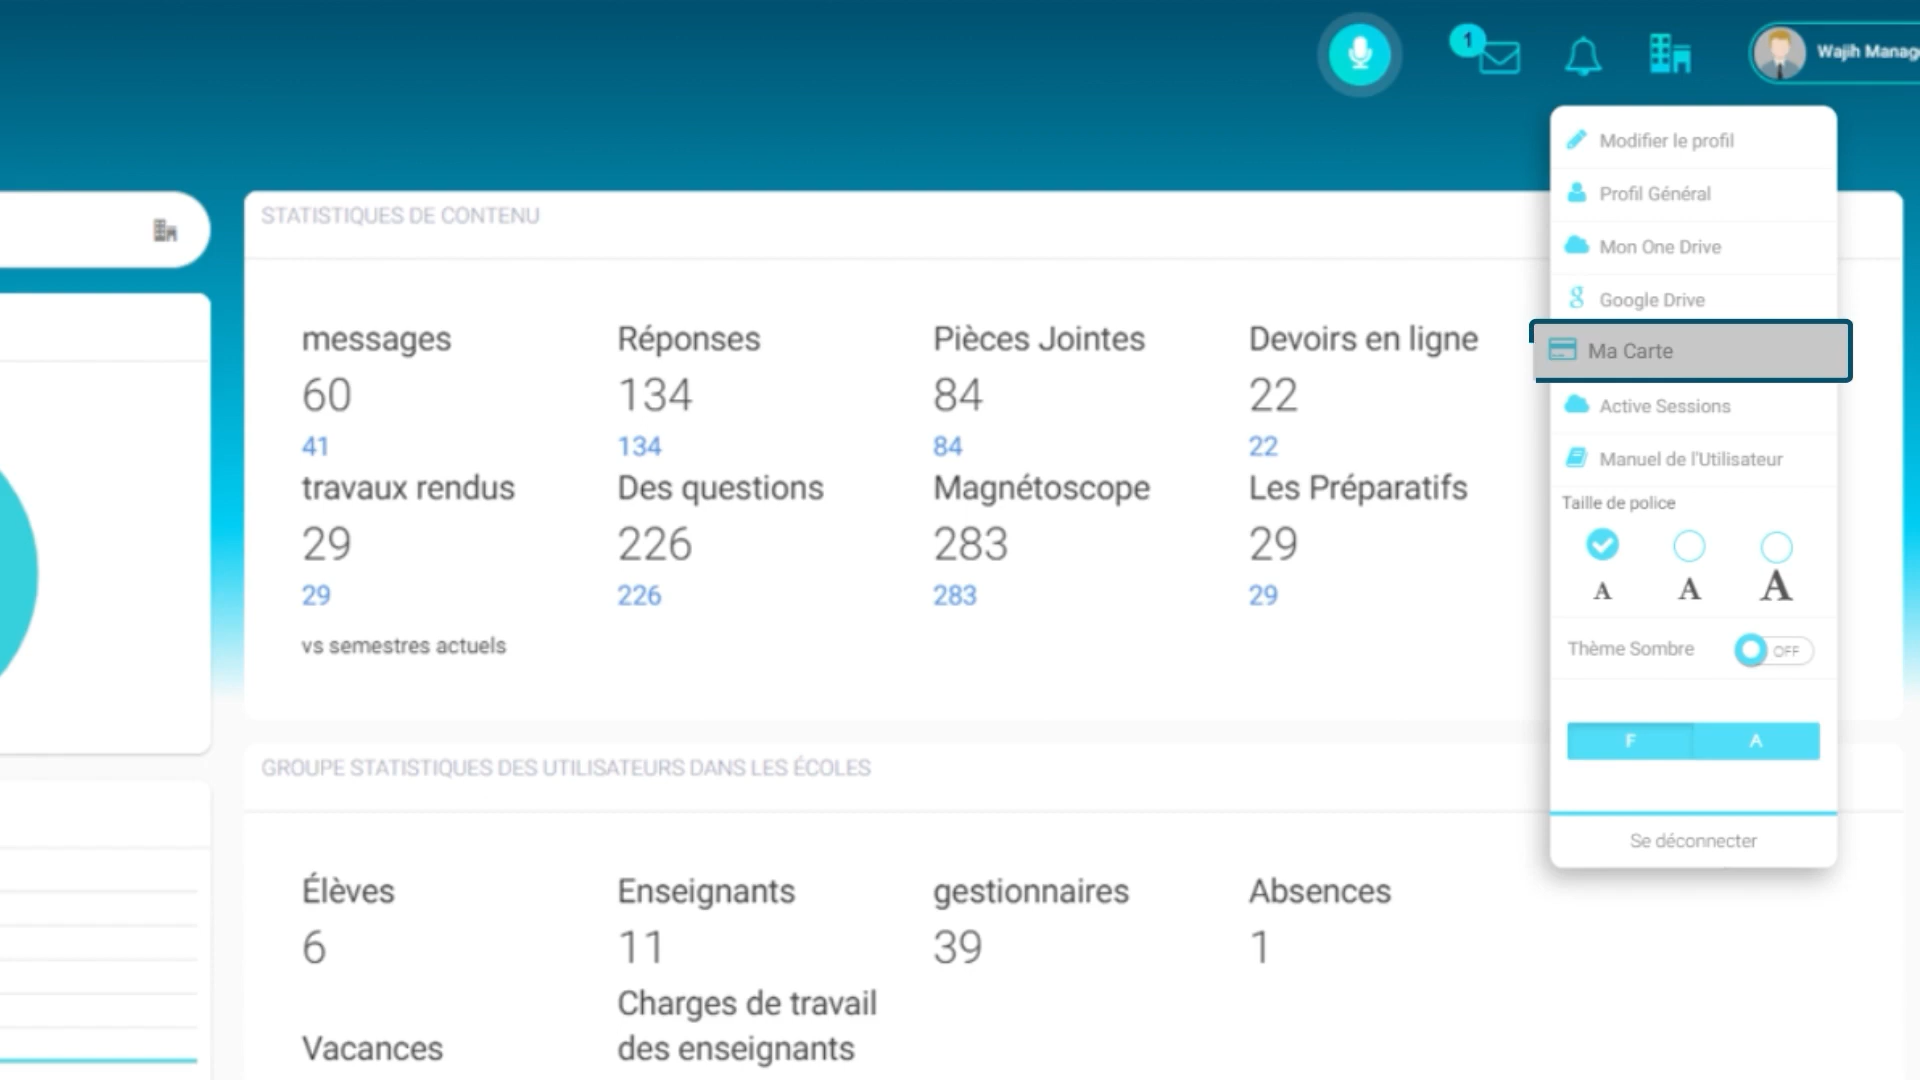 1
Wajih
Modifier le profil
Profil Général
Mon One Drive
Google Drive
Ma Carte
Active Sessions
Manuel de l'Utilisateur
Taille de police
A A A
Thème Sombre OFF
F A
Se déconnecter
STATISTIQUES DE CONTENU
messages Réponses Pièces Jointes Devoirs en ligne
60 134 84 22
41 134 84 22
travaux rendus Des questions Magnétoscope Les Préparatifs
29 226 283 29
29 226 283 29
vs semestres actuels
GROUPE STATISTIQUES DES UTILISATEURS DANS LES ÉCOLES
Élèves Enseignants gestionnaires Absences
6 11 39 1
Vacances
Charges de travail
des enseignants